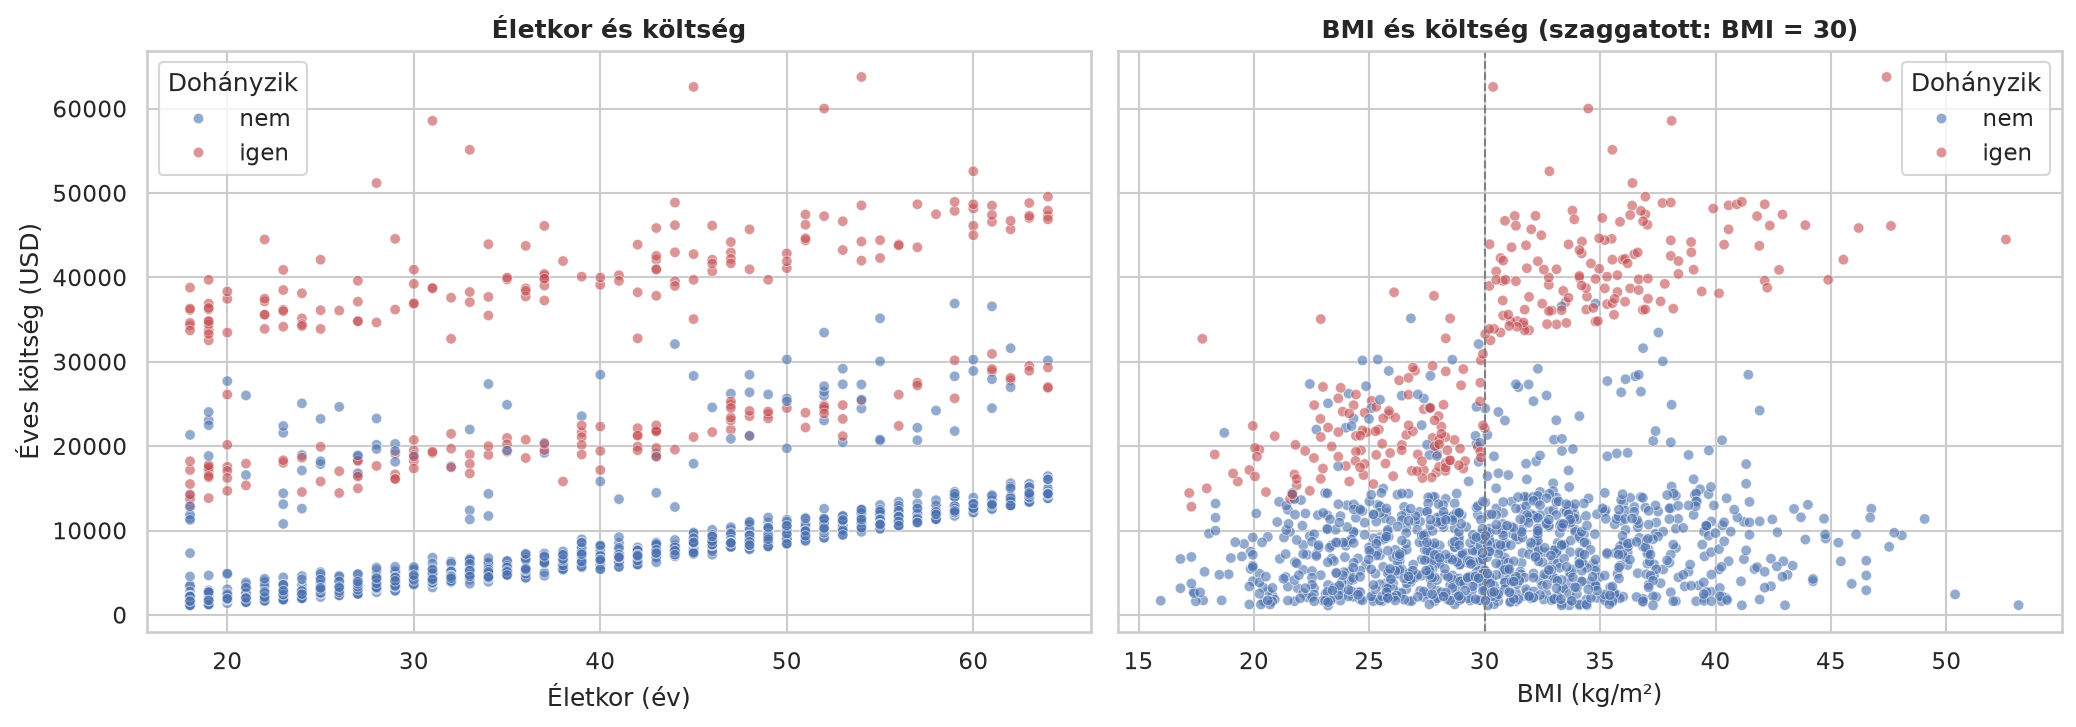 Életkor és költség
Dohányzik
nem
igen
Éves költség (USD)
60000
50000
40000
30000
20000
10000
0
20
30
40
50
60
Életkor (év)
BMI és költség (szaggatott: BMI = 30)
Dohányzik
nem
igen
15
20
25
30
35
40
45
50
BMI (kg/m²)